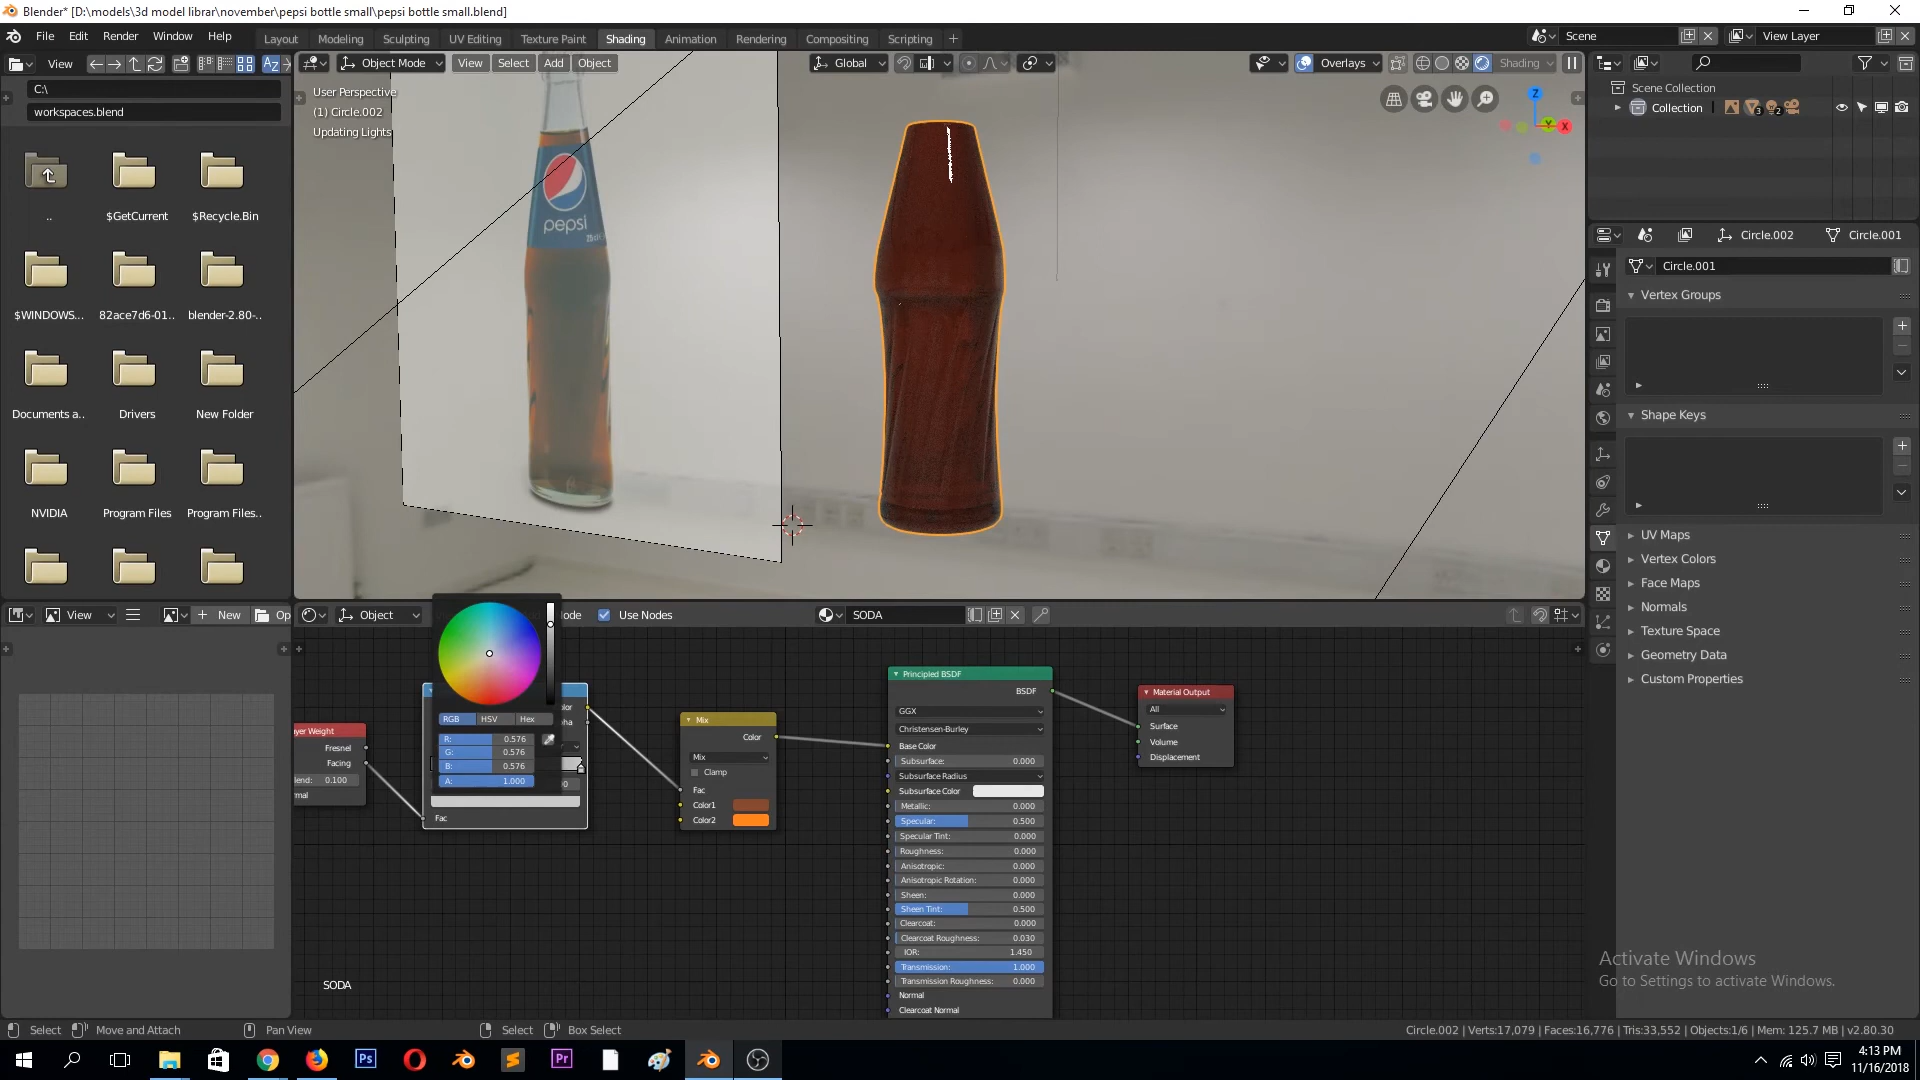 Blender* [D:\models\3d model librar\november\pepsi bottle small\pepsi bottle small.blend]
File Edit Render Window Help
Layout Modeling Sculpting UV Editing Texture Paint Shading Animation Rendering Compositing Scripting +
Scene
View Layer
View
C:\
workspaces.blend
..
$GetCurrent
$Recycle.Bin
$WINDOWS...
82ace7d6-01..
blender-2.80-..
Documents a..
Drivers
New Folder
NVIDIA
Program Files
Program Files..
Object Mode View Select Add Object
Global
Overlays
Shading
User Perspective
(1) Circle.002
Updating Lights
pepsi
Z
Y
X
Scene Collection
Collection
3
2
Circle.002
Circle.001
Circle.001
Vertex Groups
Shape Keys
UV Maps
Vertex Colors
Face Maps
Normals
Texture Space
Geometry Data
Custom Properties
View
New
Op
Object
ode
Use Nodes
SODA
RGB HSV Hex
R: 0.576
G: 0.576
B: 0.576
A: 1.000
yer Weight
Fresnel
Facing
lend: 0.100
mal
olor
ha
Fac
Mix
Color
Mix
Clamp
Fac
Color1
Color2
Principled BSDF
BSDF
GGX
Christensen-Burley
Base Color
Subsurface: 0.000
Subsurface Radius
Subsurface Color
Metallic: 0.000
Specular: 0.500
Specular Tint: 0.000
Roughness: 0.000
Anisotropic: 0.000
Anisotropic Rotation: 0.000
Sheen: 0.000
Sheen Tint: 0.500
Clearcoat: 0.000
Clearcoat Roughness: 0.030
IOR: 1.450
Transmission: 1.000
Transmission Roughness: 0.000
Normal
Clearcoat Normal
Material Output
All
Surface
Volume
Displacement
SODA
Activate Windows
Go to Settings to activate Windows.
Select Move and Attach Pan View Select Box Select
Circle.002 | Verts:17,079 | Faces:16,776 | Tris:33,552 | Objects:1/6 | Mem: 125.7 MB | v2.80.30
Ps
Pr
4:13 PM
11/16/2018